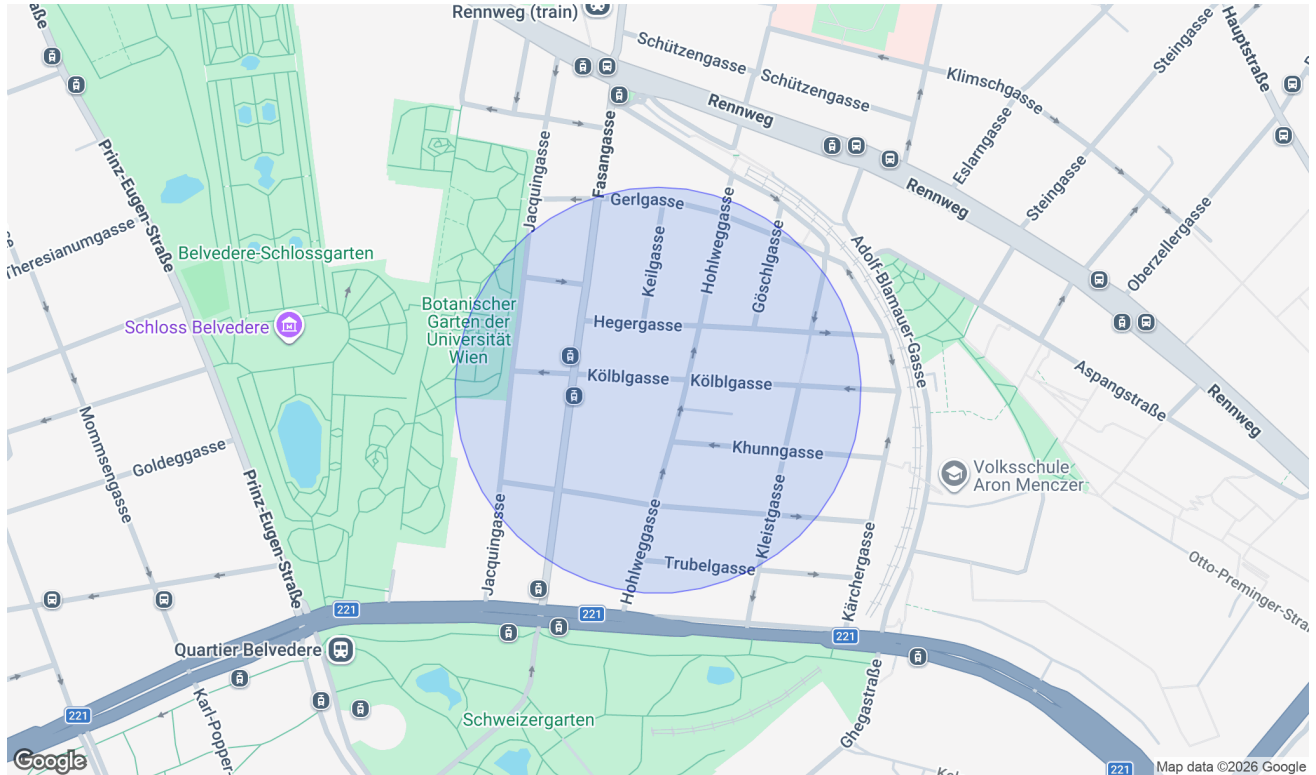 aße
Rennweg (train)
Schützengasse
Schützengasse
Klimschgasse
Steingasse
Hauptstraße
Rennweg
Eslarngasse
Steingasse
Prinz-Eugen-Straße
Jacquingasse
Fasangasse
Gerlgasse
Rennweg
Oberzellergasse
Theresianumgasse
Belvedere-Schlossgarten
Keilgasse
Hohlweggasse
Göschlgasse
Adolf-Blamauer-Gasse
Schloss Belvedere
Botanischer
Garten der
Universität
Wien
Hegergasse
Kölblgasse
Kölblgasse
Aspangstraße
Rennweg
Mommsengasse
Goldeggasse
Khunngasse
Volksschule
Aron Menczer
Prinz-Eugen-Straße
Jacquingasse
Hohlweggasse
Kleistgasse
Kärchergasse
Trubelgasse
Otto-Preminger-Straß
221
221
221
Quartier Belvedere
Karl-Popper-
Schweizergarten
Ghegastraße
221
221
Google
Map data ©2026 Google